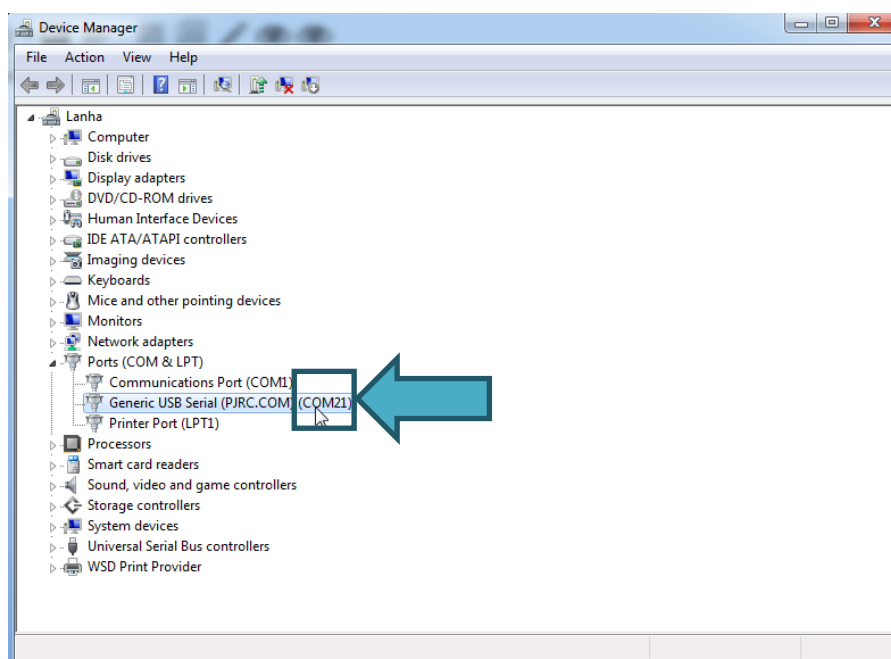 Device Manager
File Action View Help
Lanha
Computer
Disk drives
Display adapters
DVD/CD-ROM drives
Human Interface Devices
IDE ATA/ATAPI controllers
Imaging devices
Keyboards
Mice and other pointing devices
Monitors
Network adapters
Ports (COM & LPT)
Communications Port (COM1)
Generic USB Serial (PJRC.COM) (COM21)
Printer Port (LPT1)
Processors
Smart card readers
Sound, video and game controllers
Storage controllers
System devices
Universal Serial Bus controllers
WSD Print Provider